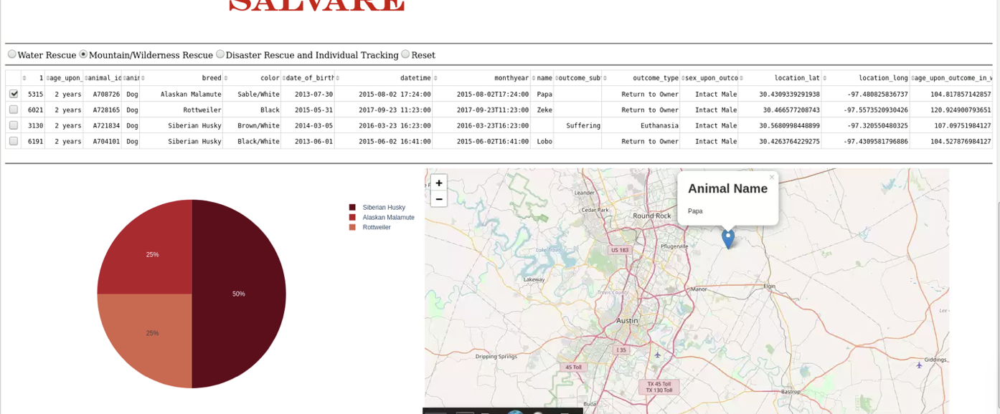 SALVARE
Water Rescue Mountain/Wilderness Rescue Disaster Rescue and Individual Tracking Reset
1 age_upon_ animal_id anim breed color date_of_birth datetime monthyear name outcome_sub outcome_type sex_upon_outco location_lat location_long age_upon_outcome_in_w
5315 2 years A708726 Dog Alaskan Malamute Sable/White 2013-07-30 2015-08-02 17:24:00 2015-08-02T17:24:00 Papa Return to Owner Intact Male 30.4309339291938 -97.480825836737 104.817857142857
6021 2 years A728165 Dog Rottweiler Black 2015-05-31 2017-09-23 11:23:00 2017-09-23T11:23:00 Zeke Return to Owner Intact Male 30.466577208743 -97.5573520930426 120.924900793651
3130 2 years A721834 Dog Siberian Husky Brown/White 2014-03-05 2016-03-23 16:23:00 2016-03-23T16:23:00 Suffering Euthanasia Intact Male 30.5680998448899 -97.320550480325 107.09751984127
6191 2 years A704101 Dog Siberian Husky Black/White 2013-06-01 2015-06-02 16:41:00 2015-06-02T16:41:00 Lobo Return to Owner Intact Male 30.4263764229275 -97.4309581796886 104.527876984127
Siberian Husky
Alaskan Malamute
Rottweiler
25%
50%
25%
+
−
×
Animal Name
Papa
Leander
Cedar Park
Round Rock
US 183
Pflugerville
Lake Travis
Lakeway
Travis County
Manor
Elgin
Lee
Austin
I 35
Dripping Springs
45 Toll
Giddings
TX 45 Toll
TX 130 Toll
Bastrop
Buda